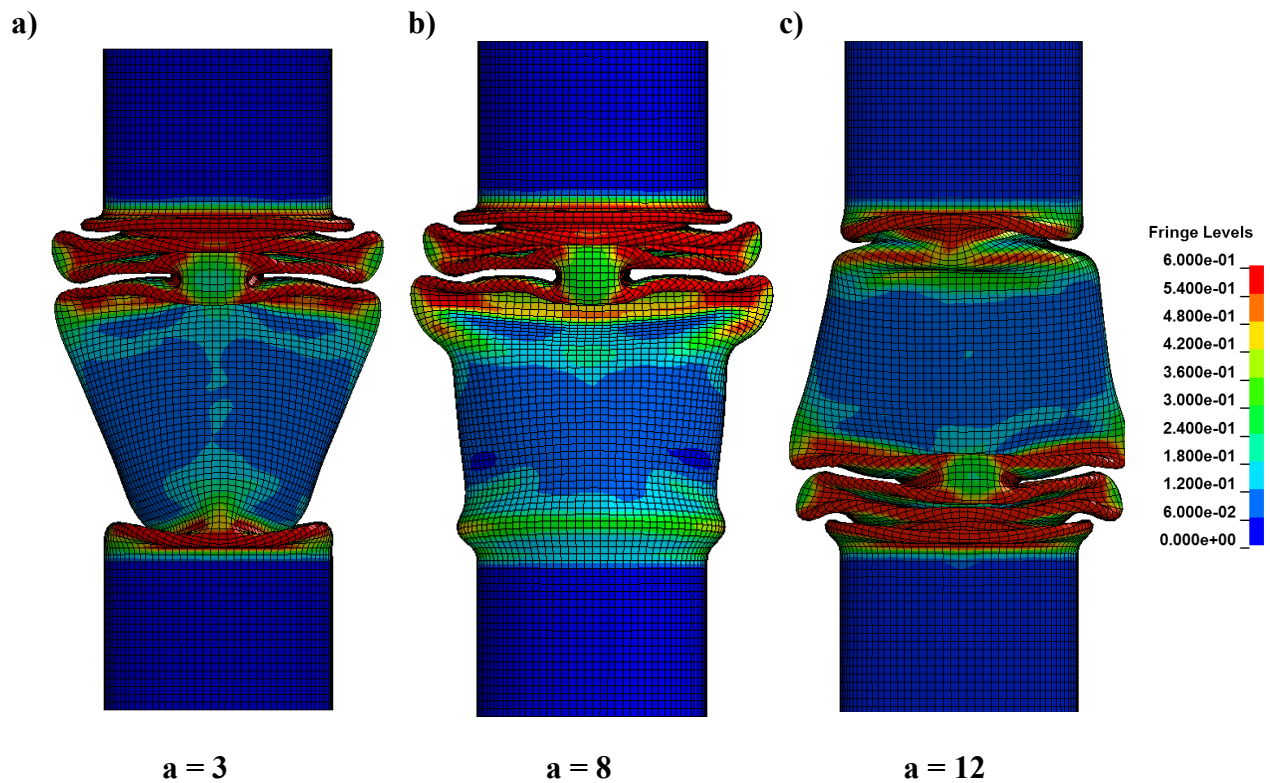 a)
b)
c)
Fringe Levels
6.000e-01
5.400e-01
4.800e-01
4.200e-01
3.600e-01
3.000e-01
2.400e-01
1.800e-01
1.200e-01
6.000e-02
0.000e+00
a = 3
a = 8
a = 12